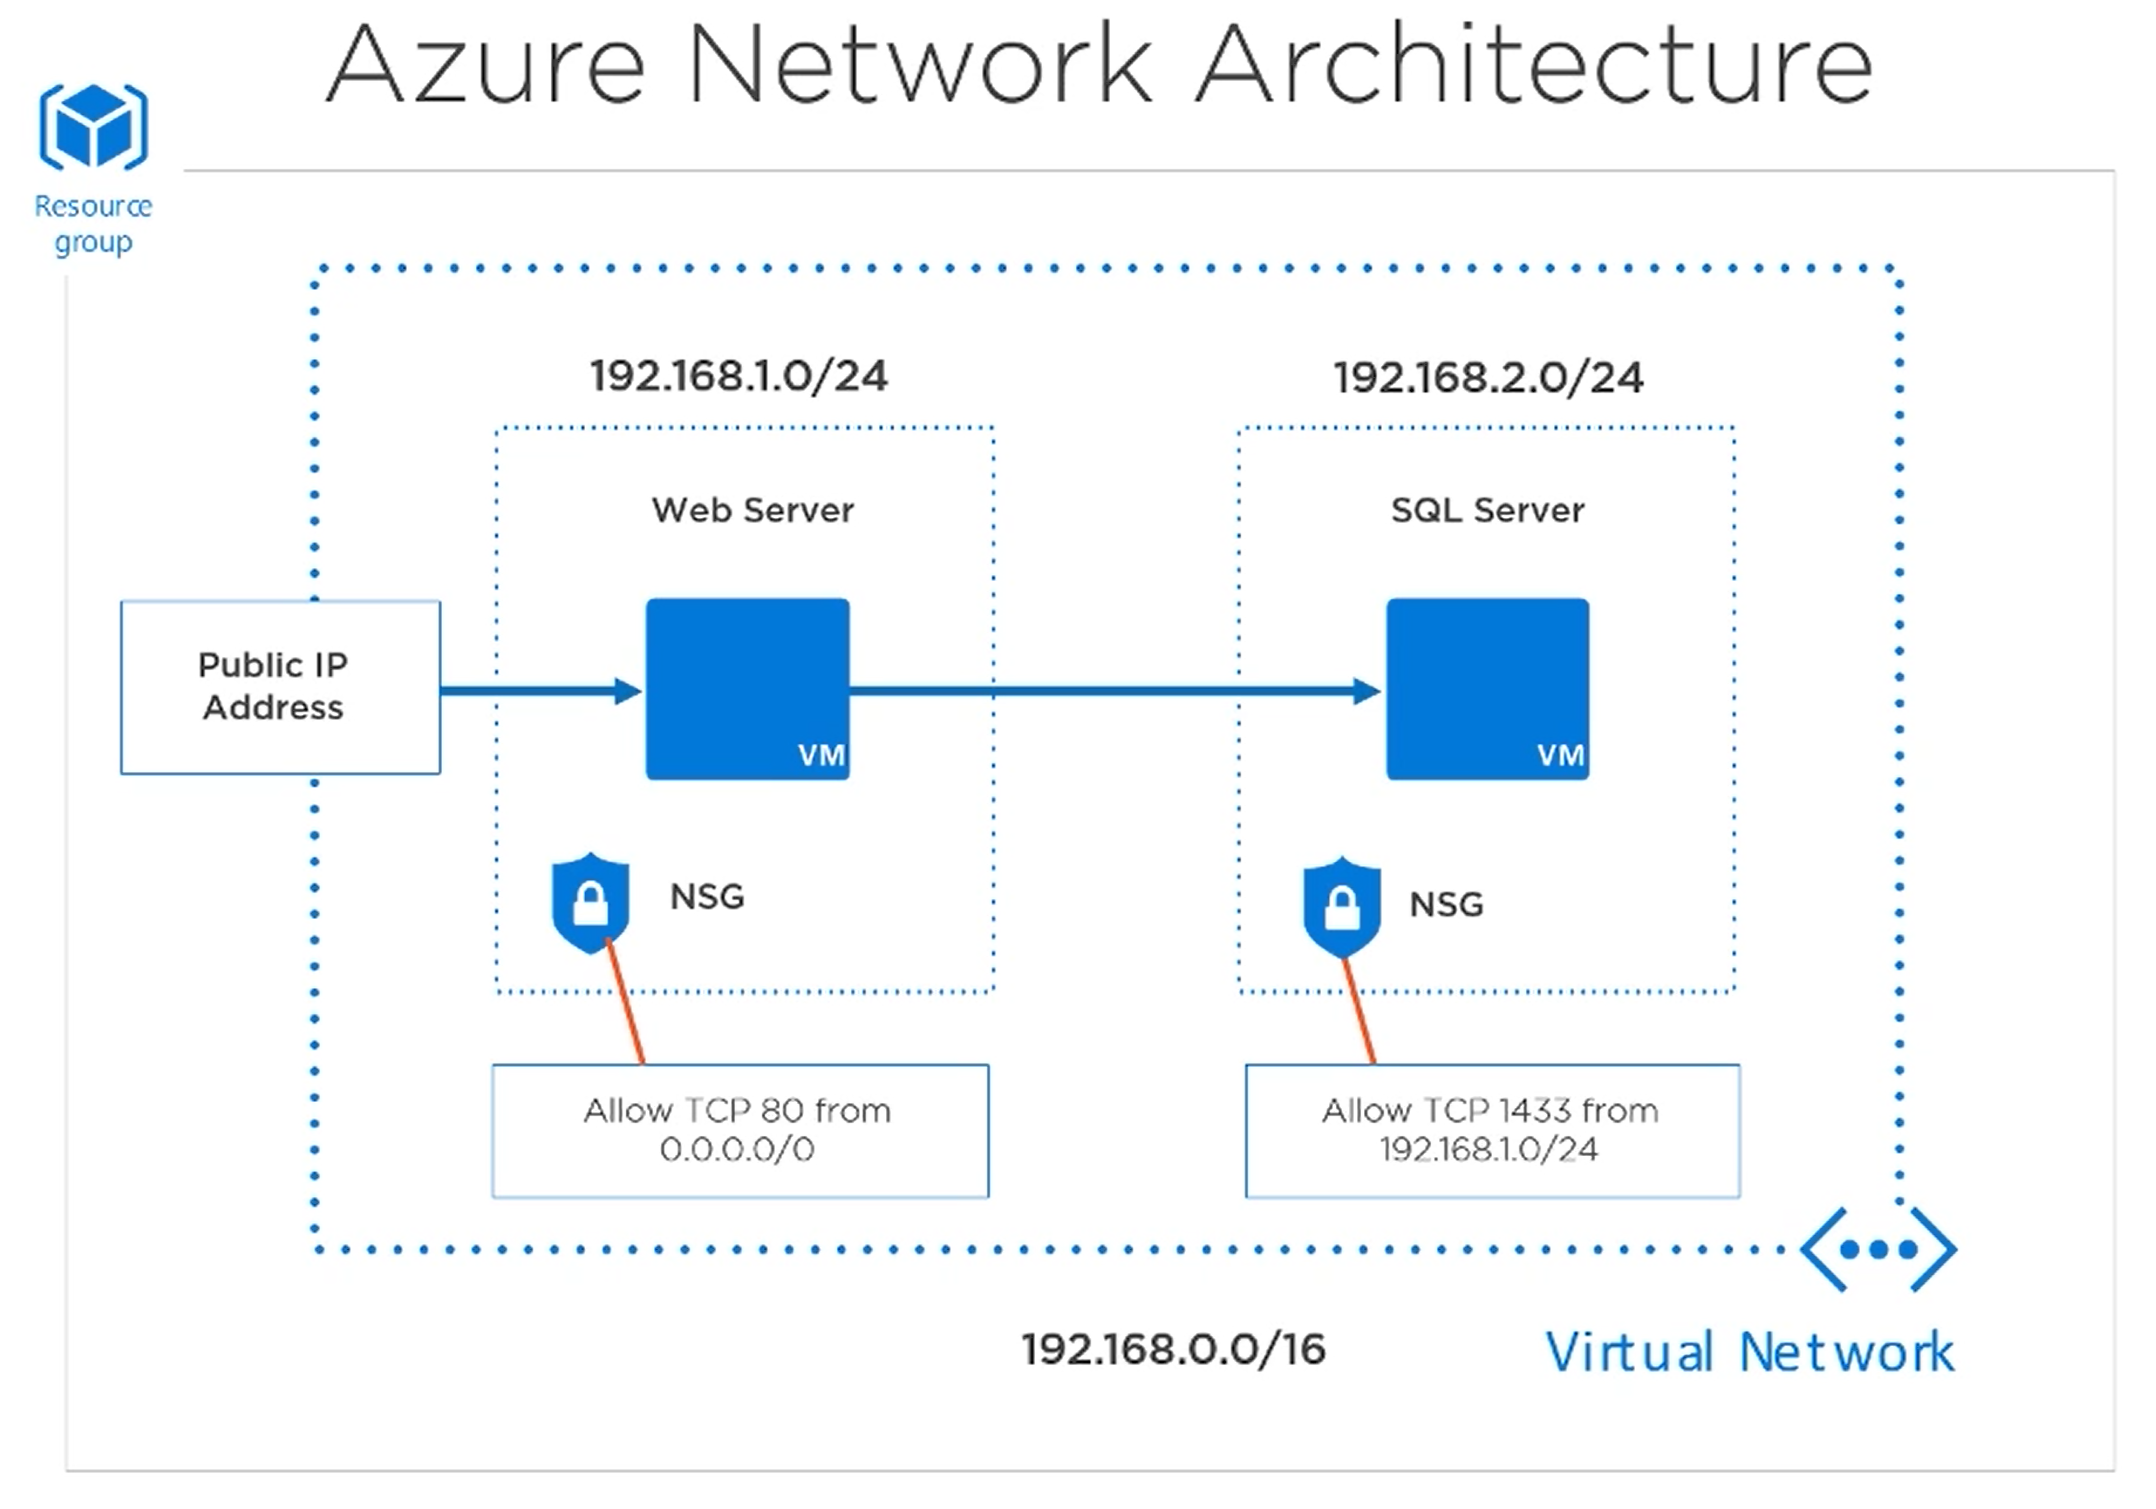 Azure Network Architecture
Resource
group
192.168.1.0/24
192.168.2.0/24
Web Server
SQL Server
Public IP
Address
VM
VM
NSG
NSG
Allow TCP 80 from
0.0.0.0/0
Allow TCP 1433 from
192.168.1.0/24
192.168.0.0/16
Virtual Network